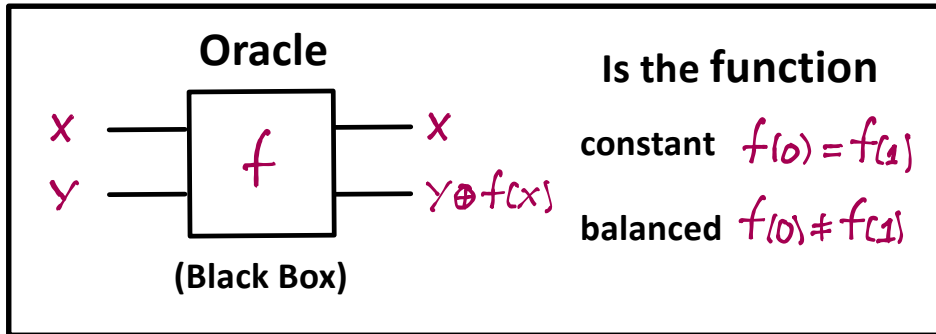 Oracle
X
Y
f
X
Y⊕f(x)
(Black Box)
Is the function
constant f(0) = f(1)
balanced f(0) ≠ f(1)